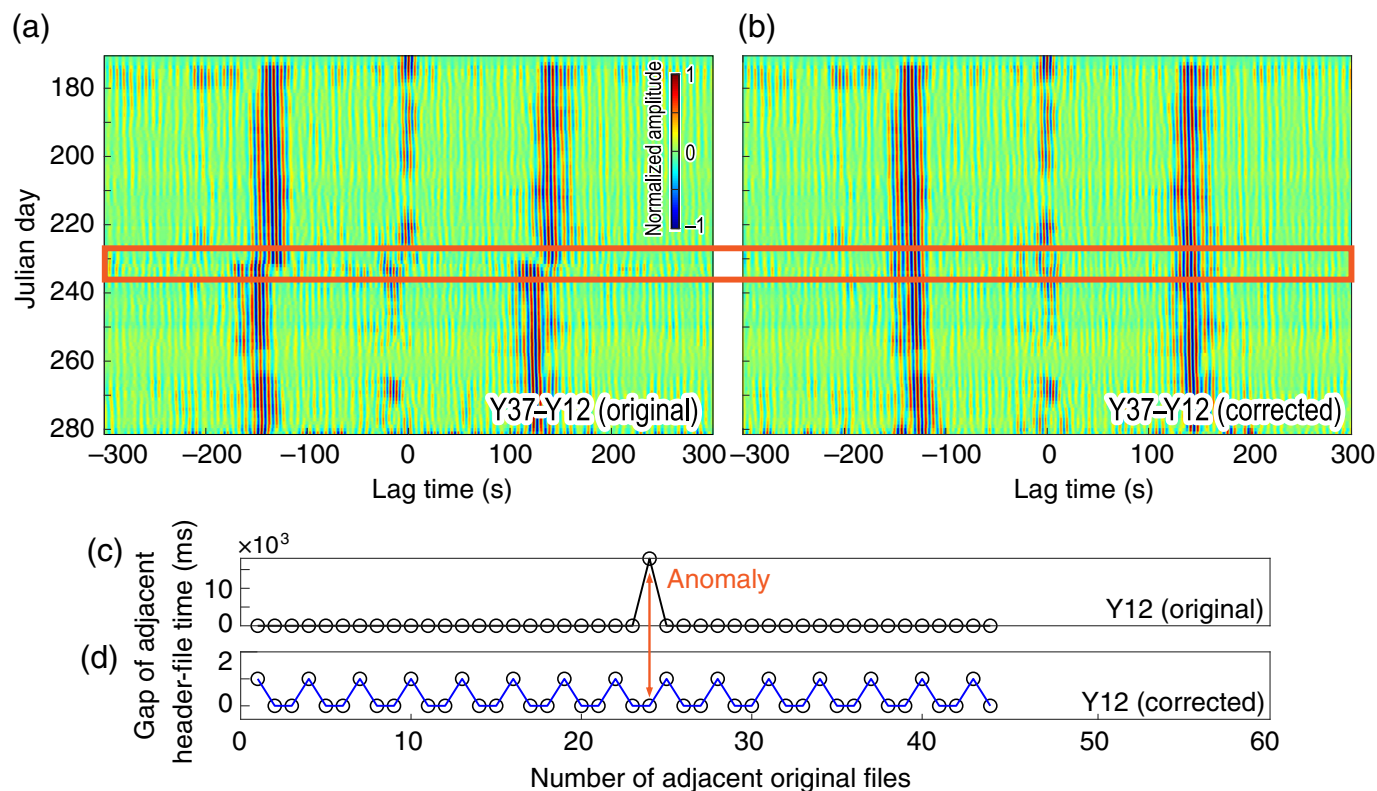 (a)
(b)
Julian day
180
200
220
240
260
280
Normalized amplitude
1
0
−1
Y37–Y12 (original)
Y37–Y12 (corrected)
−300
−200
−100
0
100
200
300
−200
−100
0
100
200
300
Lag time (s)
Lag time (s)
(c)
(d)
Gap of adjacent
header-file time (ms)
×10³
10
0
Anomaly
Y12 (original)
2
0
Y12 (corrected)
0
10
20
30
40
50
60
Number of adjacent original files